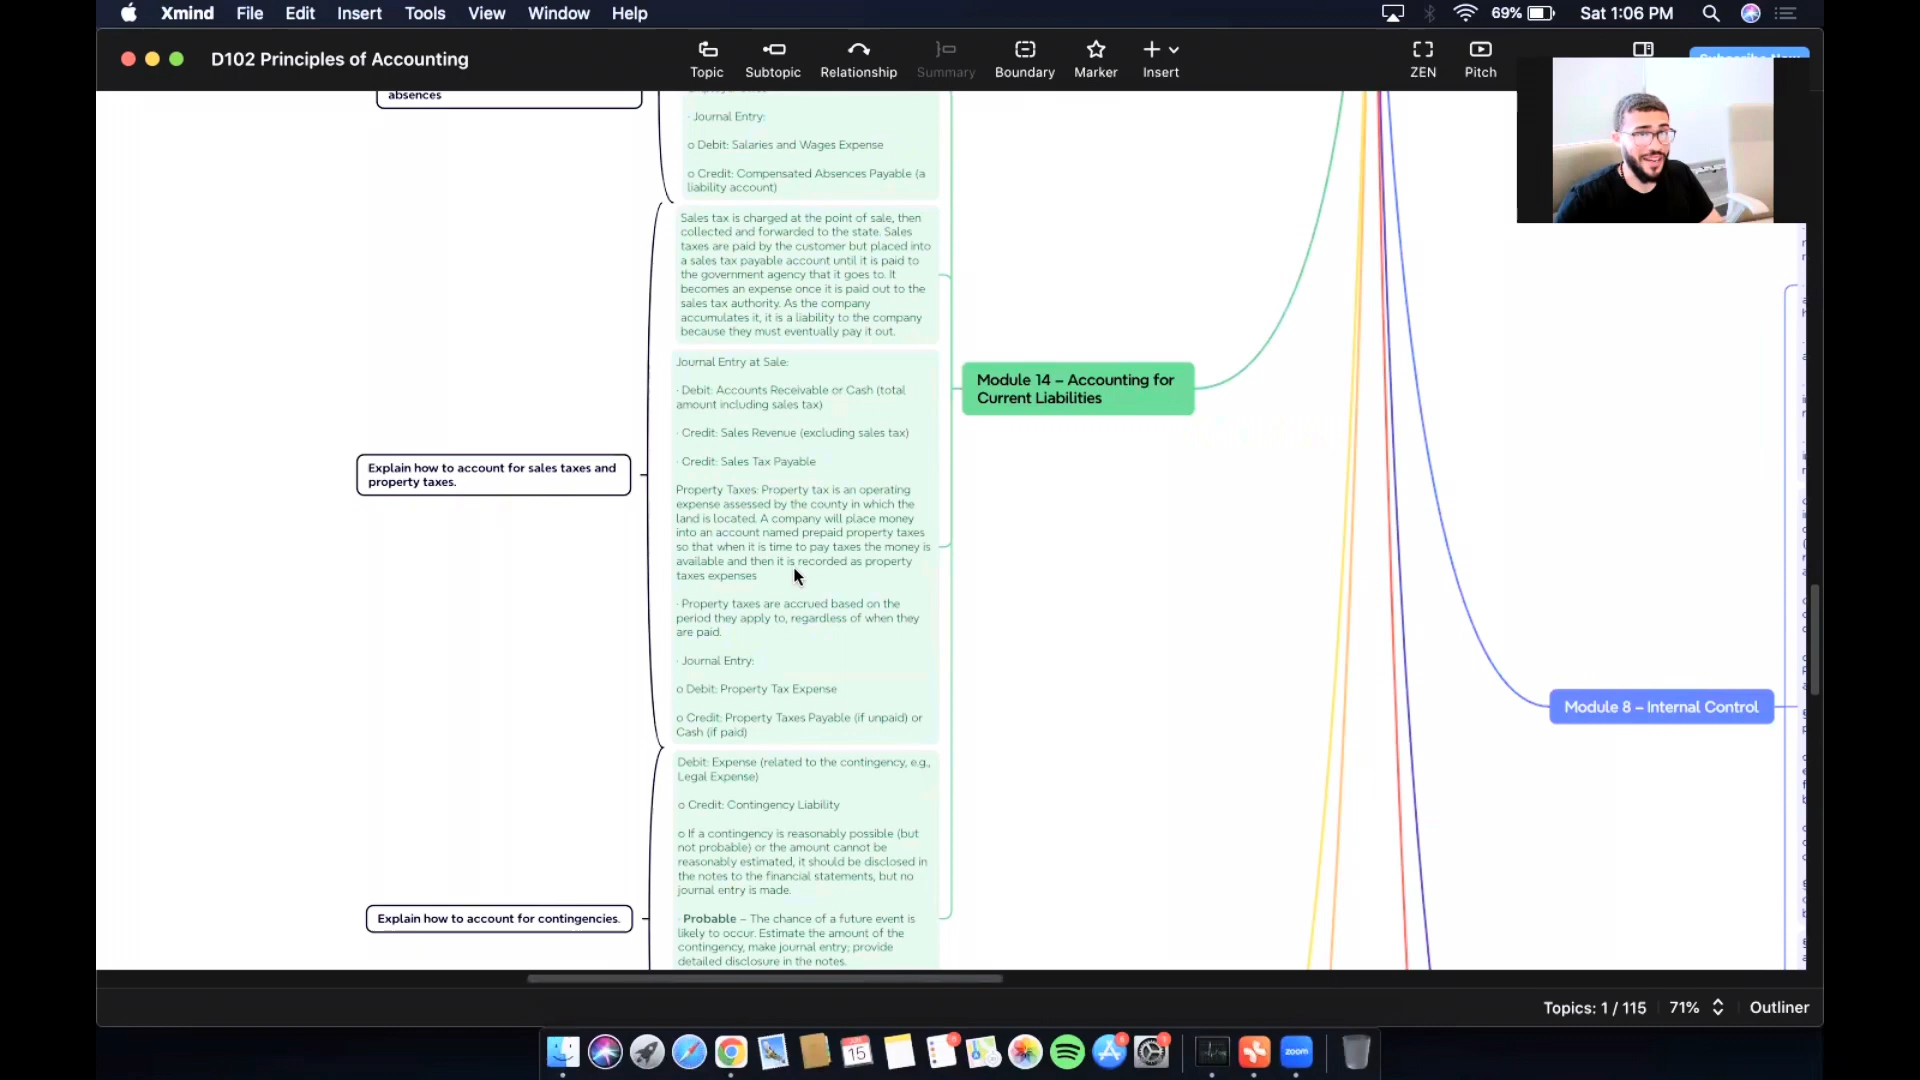 Xmind File Edit Insert Tools View Window Help
69% Sat 1:06 PM
D102 Principles of Accounting
Topic Subtopic Relationship Summary Boundary Marker Insert ZEN Pitch
absences
· Journal Entry:
o Debit: Salaries and Wages Expense
o Credit: Compensated Absences Payable (a
liability account)
Sales tax is charged at the point of sale, then
collected and forwarded to the state. Sales
taxes are paid by the customer but placed into
a sales tax payable account until it is paid to
the government agency that it goes to. It
becomes an expense once it is paid out to the
sales tax authority. As the company
accumulates it, it is a liability to the company
because they must eventually pay it out.
Journal Entry at Sale:
· Debit: Accounts Receivable or Cash (total
amount including sales tax)
· Credit: Sales Revenue (excluding sales tax)
· Credit: Sales Tax Payable
Property Taxes: Property tax is an operating
expense assessed by the county in which the
land is located. A company will place money
into an account named prepaid property taxes
so that when it is time to pay taxes the money is
available and then it is recorded as property
taxes expenses
· Property taxes are accrued based on the
period they apply to, regardless of when they
are paid.
· Journal Entry:
o Debit: Property Tax Expense
o Credit: Property Taxes Payable (if unpaid) or
Cash (if paid)
Explain how to account for sales taxes and
property taxes.
Debit: Expense (related to the contingency, e.g.,
Legal Expense)
o Credit: Contingency Liability
o If a contingency is reasonably possible (but
not probable) or the amount cannot be
reasonably estimated, it should be disclosed in
the notes to the financial statements, but no
journal entry is made.
· Probable – The chance of a future event is
likely to occur. Estimate the amount of the
contingency, make journal entry; provide
detailed disclosure in the notes.
Explain how to account for contingencies.
Module 14 – Accounting for
Current Liabilities
Module 8 – Internal Control
Topics: 1 / 115 71% Outliner
15
zoom